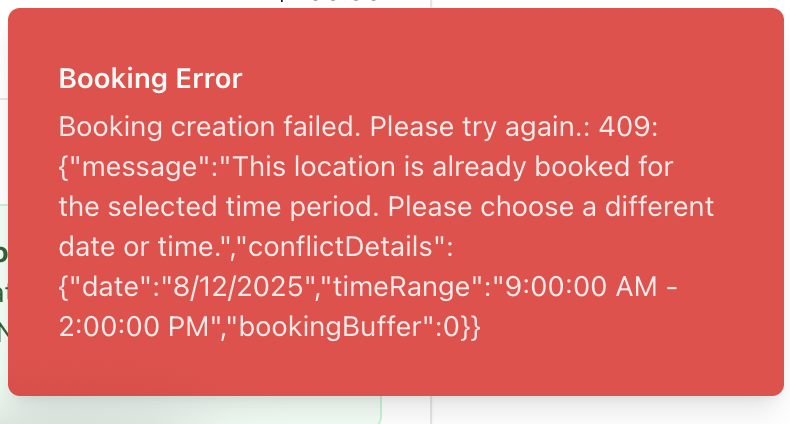 Booking Error
Booking creation failed. Please try again.: 409:
{"message":"This location is already booked for
the selected time period. Please choose a different
date or time.","conflictDetails":
{"date":"8/12/2025","timeRange":"9:00:00 AM -
2:00:00 PM","bookingBuffer":0}}